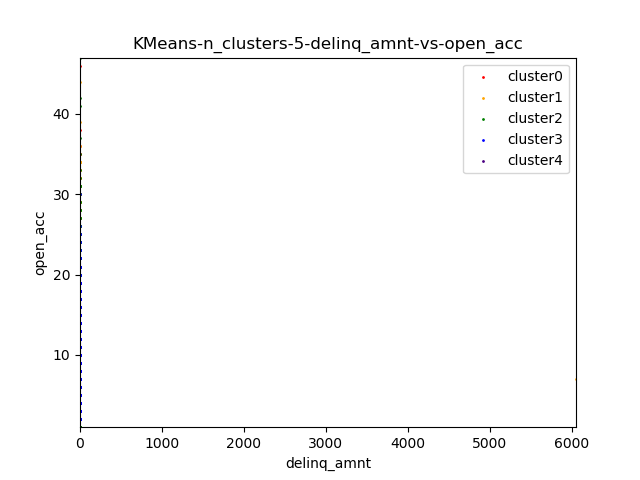 KMeans-n_clusters-5-delinq_amnt-vs-open_acc
cluster0
cluster1
cluster2
cluster3
cluster4
40
30
20
10
open_acc
0 1000 2000 3000 4000 5000 6000
delinq_amnt